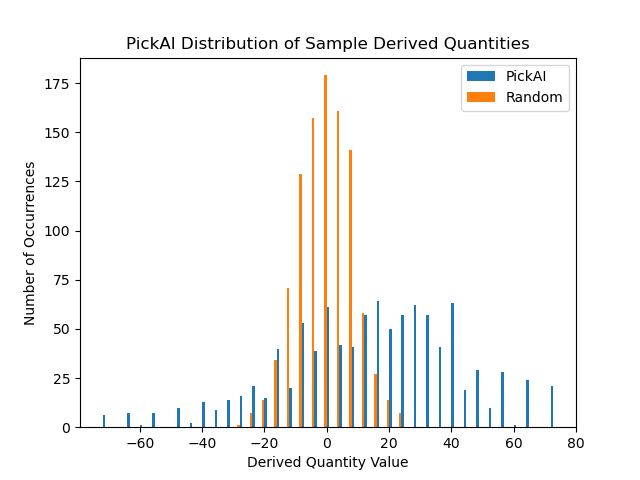 PickAI Distribution of Sample Derived Quantities
PickAI
Random
Number of Occurrences
175
150
125
100
75
50
25
0
−60 −40 −20 0 20 40 60 80
Derived Quantity Value